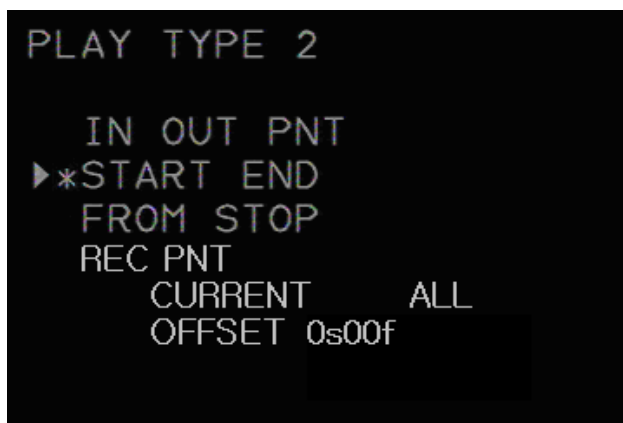 PLAY TYPE 2
IN OUT PNT
▶*START END
FROM STOP
REC PNT
CURRENT ALL
OFFSET 0s00f